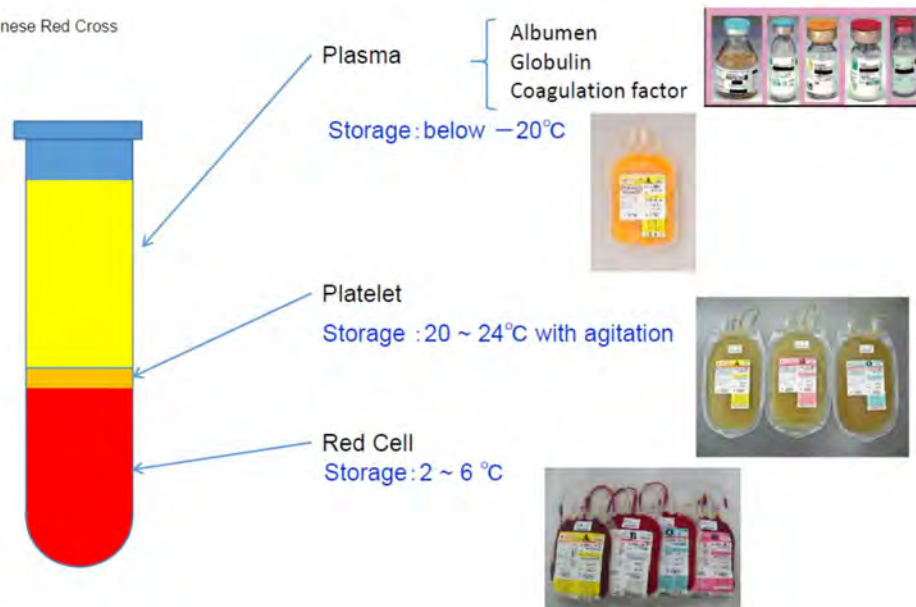 nese Red Cross
Plasma
Albumen
Globulin
Coagulation factor
Storage：below －20℃
Platelet
Storage ：20 ~ 24℃ with agitation
Red Cell
Storage：2 ~ 6 ℃